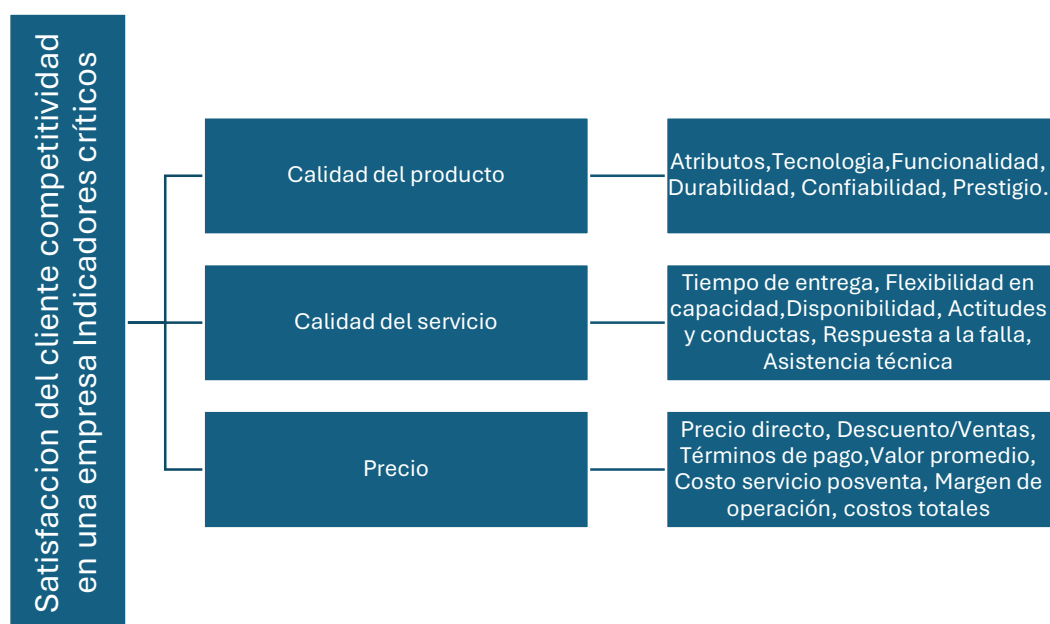 Satisfaccion del cliente competitividad
en una empresa Indicadores críticos
Calidad del producto
Atributos,Tecnologia,Funcionalidad,
Durabilidad, Confiabilidad, Prestigio.
Calidad del servicio
Tiempo de entrega, Flexibilidad en
capacidad,Disponibilidad, Actitudes
y conductas, Respuesta a la falla,
Asistencia técnica
Precio
Precio directo, Descuento/Ventas,
Términos de pago,Valor promedio,
Costo servicio posventa, Margen de
operación, costos totales